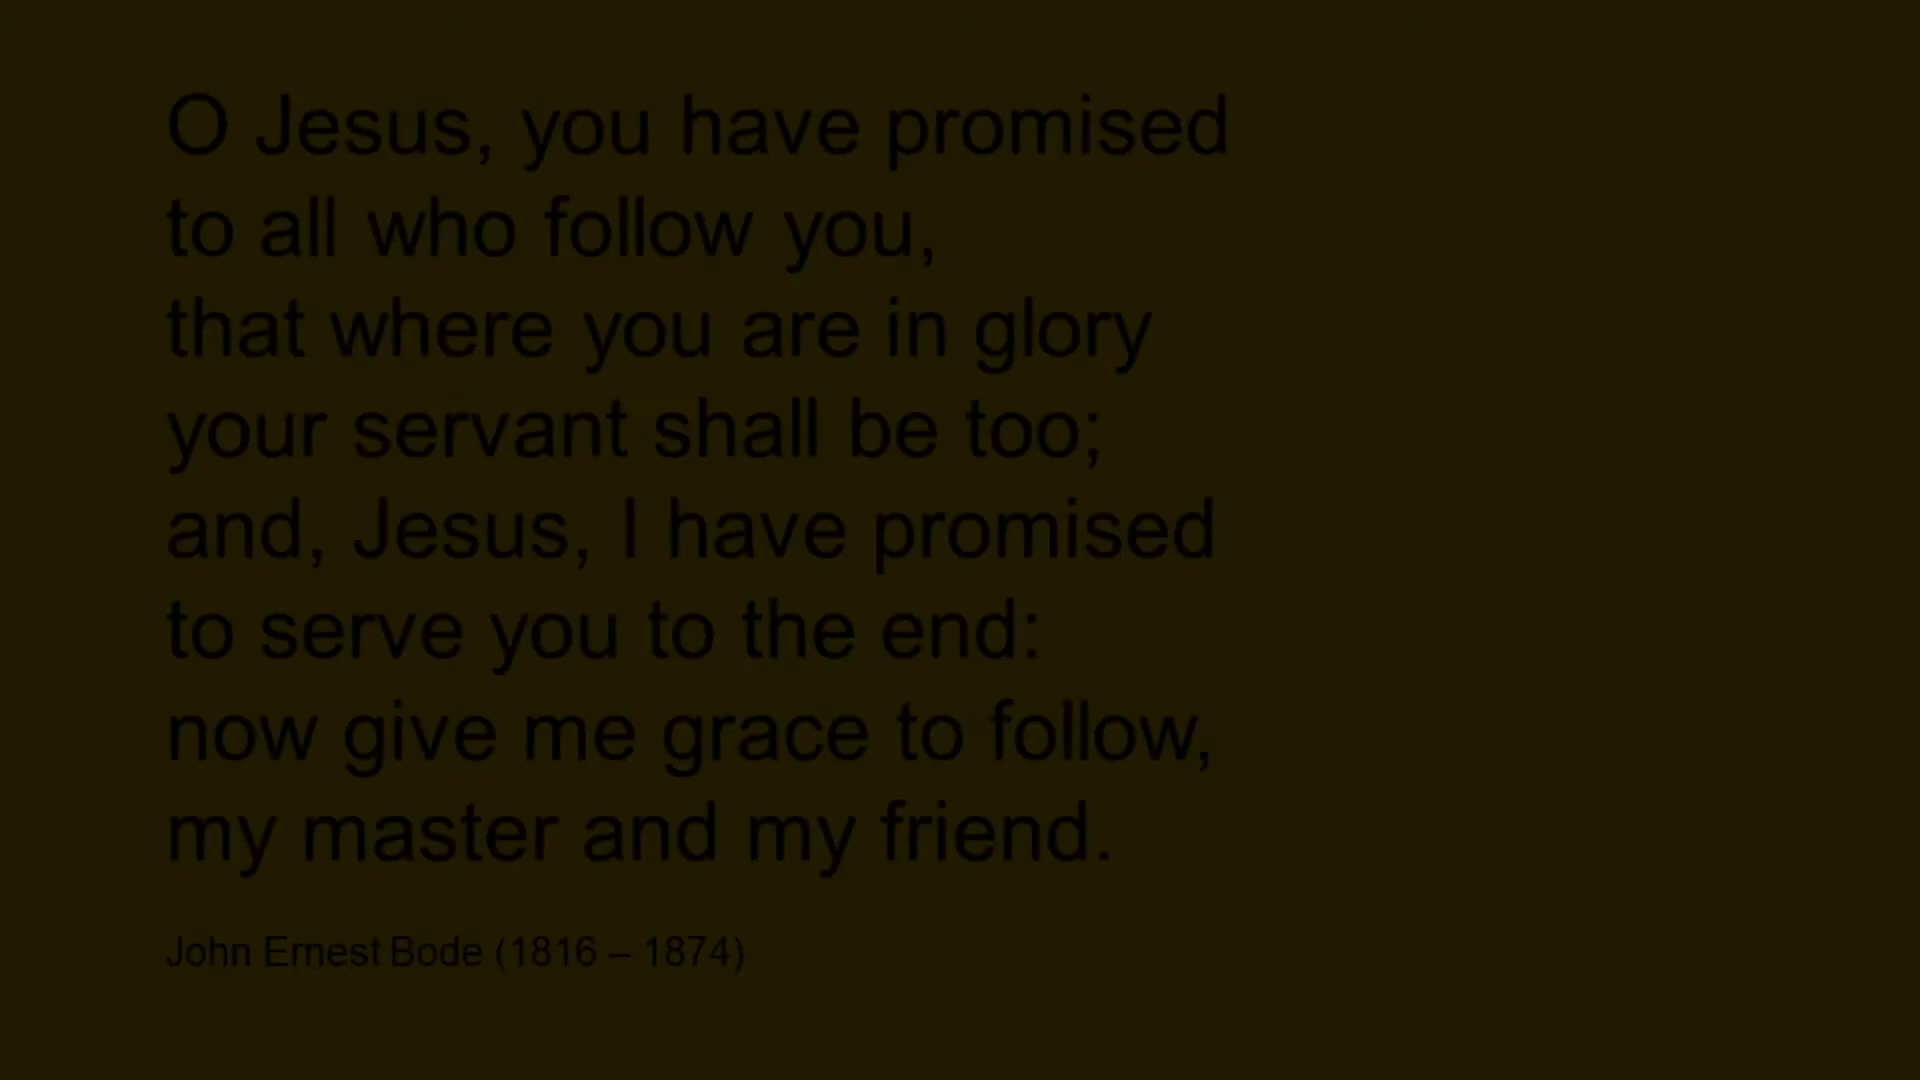 O Jesus, you have promised
to all who follow you,
that where you are in glory
your servant shall be too;
and, Jesus, I have promised
to serve you to the end:
now give me grace to follow,
my master and my friend.
John Ernest Bode (1816 – 1874)